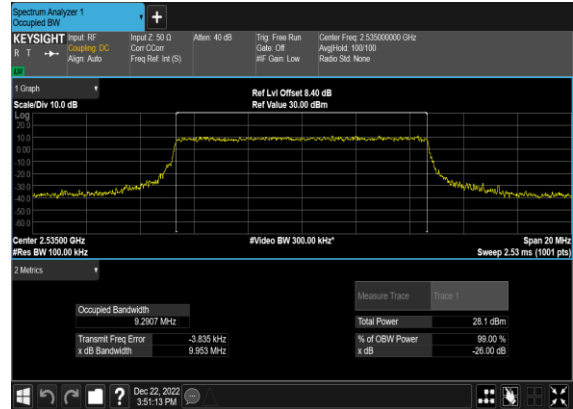 Spectrum Analyzer 1
Occupied BW
KEYSIGHT
R T
LXI
Input: RF
Coupling: DC
Align: Auto
Input Z: 50 Ω
Corr CCorr
Freq Ref: Int (S)
Atten: 40 dB
Trig: Free Run
Gate: Off
#IF Gain: Low
Center Freq: 2.535000000 GHz
Avg|Hold: 100/100
Radio Std: None
1 Graph
Scale/Div 10.0 dB
Ref Lvl Offset 8.40 dB
Ref Value 30.00 dBm
Log
20.0
10.0
0.00
-10.0
-20.0
-30.0
-40.0
-50.0
-60.0
Center 2.53500 GHz
#Res BW 100.00 kHz
#Video BW 300.00 kHz*
Span 20 MHz
Sweep 2.53 ms (1001 pts)
2 Metrics
Measure Trace Trace 1
Occupied Bandwidth
9.2907 MHz
Total Power 28.1 dBm
Transmit Freq Error -3.835 kHz
% of OBW Power 99.00 %
x dB Bandwidth 9.953 MHz
x dB -26.00 dB
?
Dec 22, 2022
3:51:13 PM